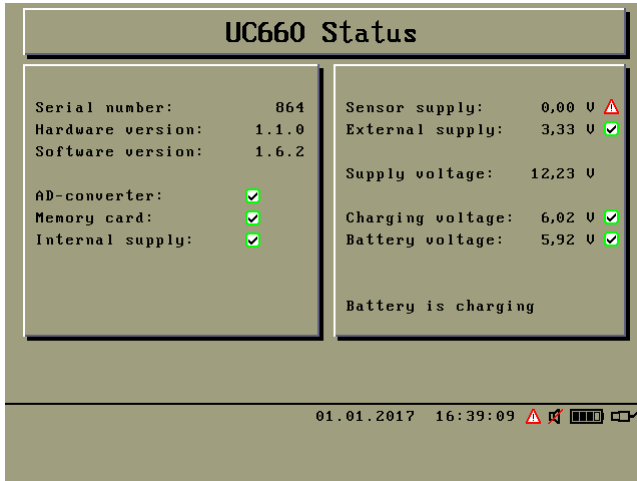 UC660 Status
Serial number: 864
Hardware version: 1.1.0
Software version: 1.6.2
AD-converter:
Memory card:
Internal supply:
Sensor supply: 0,00 V
External supply: 3,33 V
Supply voltage: 12,23 V
Charging voltage: 6,02 V
Battery voltage: 5,92 V
Battery is charging
01.01.2017 16:39:09